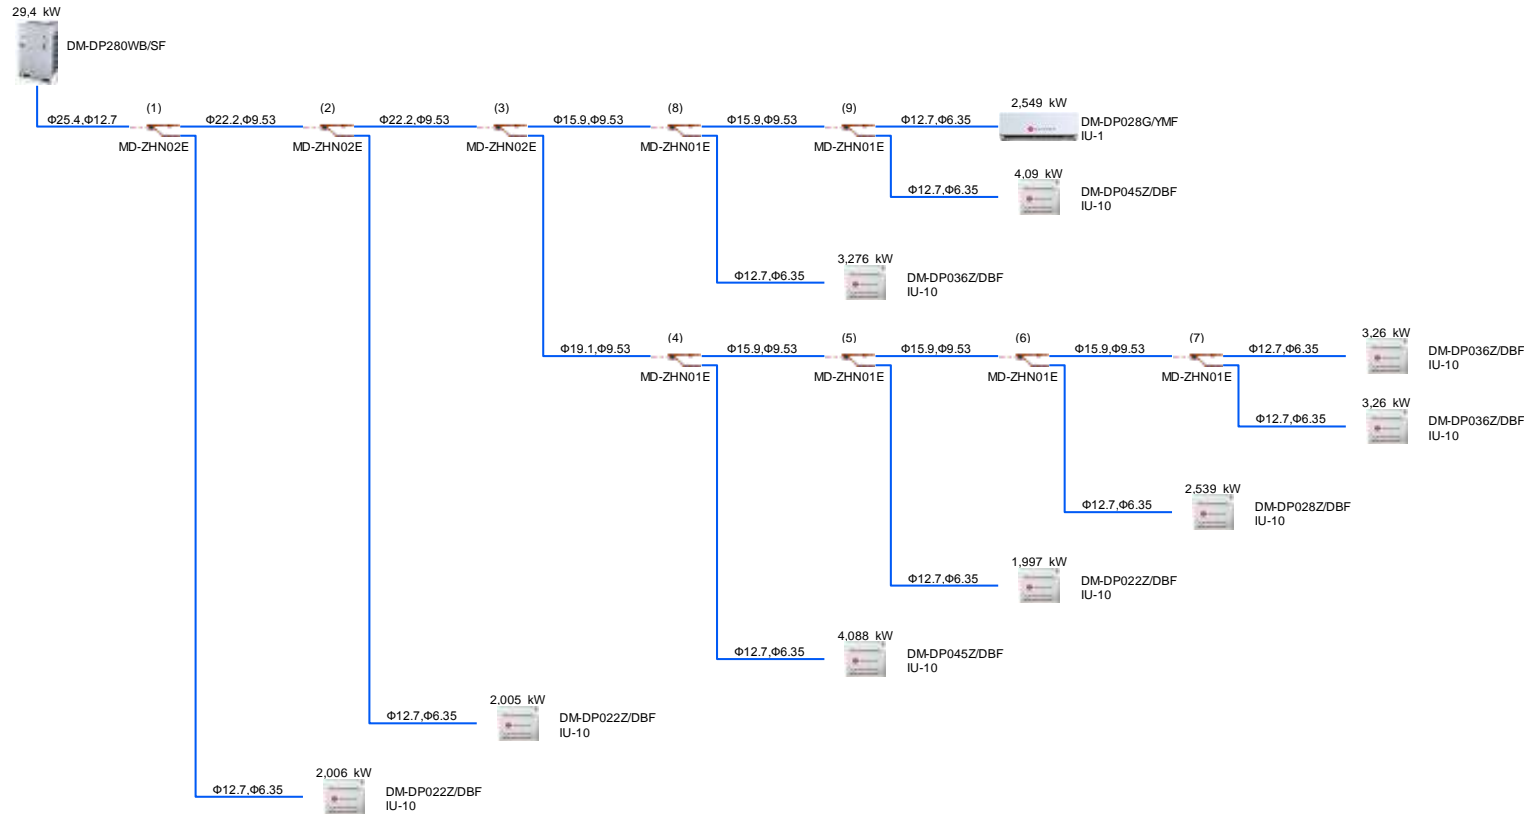 29,4 kW
DM-DP280WB/SF
(1)
(2)
(3)
(8)
(9)
2,549 kW
Φ25.4,Φ12.7
Φ22.2,Φ9.53
Φ22.2,Φ9.53
Φ15.9,Φ9.53
Φ15.9,Φ9.53
Φ12.7,Φ6.35
DM-DP028G/YMF
IU-1
MD-ZHN02E
MD-ZHN02E
MD-ZHN02E
MD-ZHN01E
MD-ZHN01E
4,09 kW
Φ12.7,Φ6.35
DM-DP045Z/DBF
IU-10
3,276 kW
Φ12.7,Φ6.35
DM-DP036Z/DBF
IU-10
(4)
(5)
(6)
(7)
3,26 kW
Φ19.1,Φ9.53
Φ15.9,Φ9.53
Φ15.9,Φ9.53
Φ15.9,Φ9.53
Φ12.7,Φ6.35
DM-DP036Z/DBF
IU-10
MD-ZHN01E
MD-ZHN01E
MD-ZHN01E
MD-ZHN01E
3,26 kW
Φ12.7,Φ6.35
DM-DP036Z/DBF
IU-10
2,539 kW
Φ12.7,Φ6.35
DM-DP028Z/DBF
IU-10
1,997 kW
Φ12.7,Φ6.35
DM-DP022Z/DBF
IU-10
4,088 kW
Φ12.7,Φ6.35
DM-DP045Z/DBF
IU-10
2,005 kW
Φ12.7,Φ6.35
DM-DP022Z/DBF
IU-10
2,006 kW
Φ12.7,Φ6.35
DM-DP022Z/DBF
IU-10